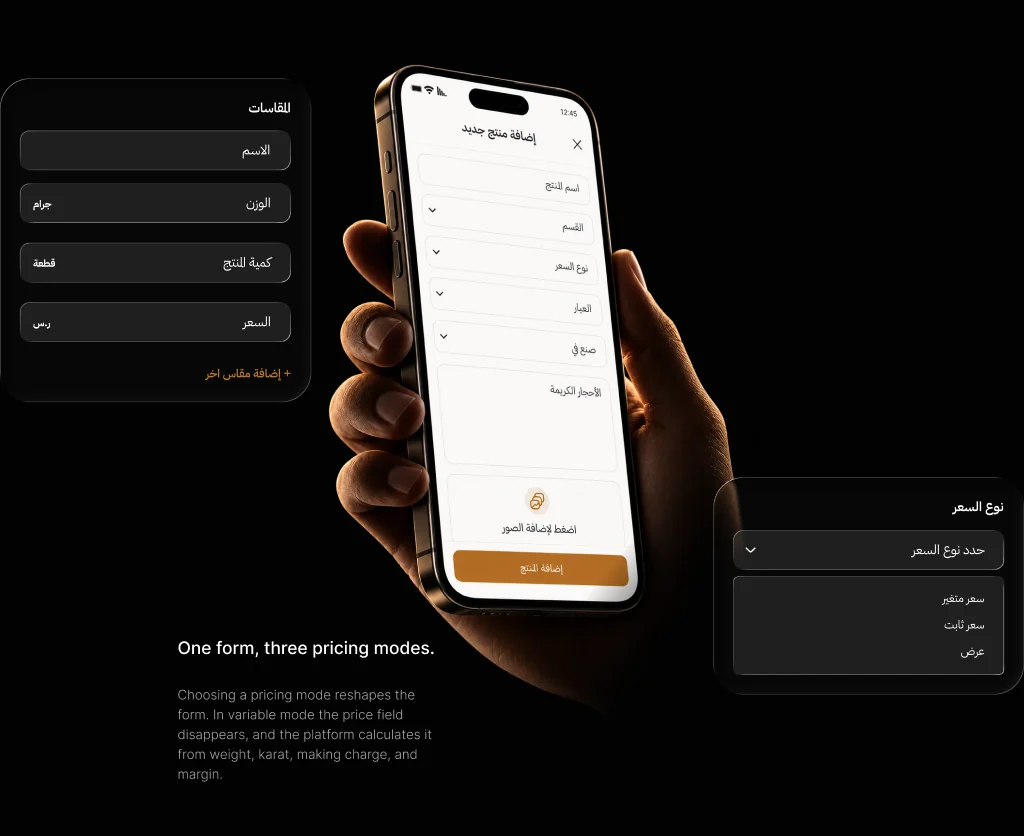 المقاسات
الاسم
الوزن
جرام
كمية المنتج
قطعة
السعر
ر.س
+ إضافة مقاس اخر
12:45
إضافة منتج جديد
اسم المنتج
القسم
نوع السعر
العيار
صنع في
الأحجار الكريمة
اضغط لإضافة الصور
إضافة المنتج
نوع السعر
حدد نوع السعر
سعر متغير
سعر ثابت
عرض
One form, three pricing modes.
Choosing a pricing mode reshapes the
form. In variable mode the price field
disappears, and the platform calculates it
from weight, karat, making charge, and
margin.